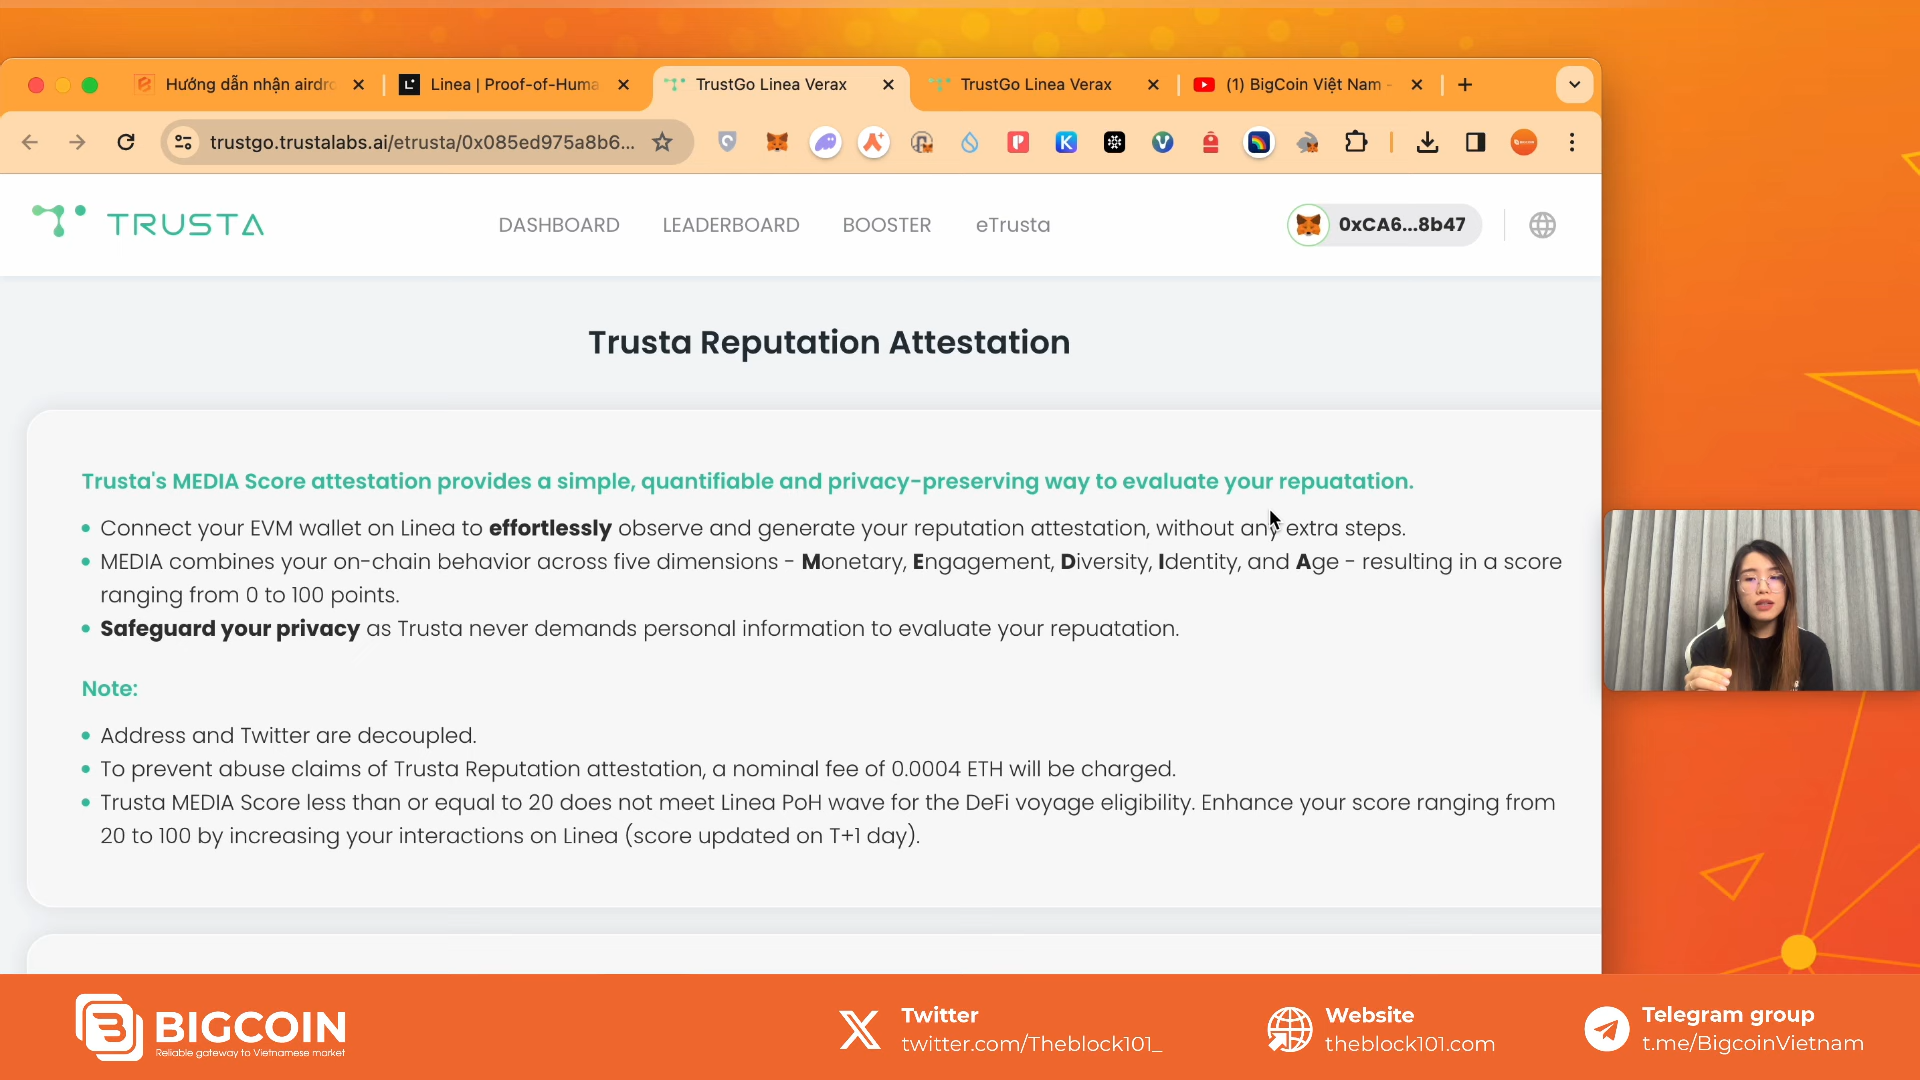 Hướng dẫn nhận airdro
Linea | Proof-of-Huma
TrustGo Linea Verax
TrustGo Linea Verax
(1) BigCoin Việt Nam -
trustgo.trustalabs.ai/etrusta/0x085ed975a8b6...
TRUSTA
DASHBOARD
LEADERBOARD
BOOSTER
eTrusta
0xCA6...8b47
Trusta Reputation Attestation
Trusta's MEDIA Score attestation provides a simple, quantifiable and privacy-preserving way to evaluate your repuatation.
Connect your EVM wallet on Linea to effortlessly observe and generate your reputation attestation, without any extra steps.
MEDIA combines your on-chain behavior across five dimensions - Monetary, Engagement, Diversity, Identity, and Age - resulting in a score
ranging from 0 to 100 points.
Safeguard your privacy as Trusta never demands personal information to evaluate your repuatation.
Note:
Address and Twitter are decoupled.
To prevent abuse claims of Trusta Reputation attestation, a nominal fee of 0.0004 ETH will be charged.
Trusta MEDIA Score less than or equal to 20 does not meet Linea PoH wave for the DeFi voyage eligibility. Enhance your score ranging from
20 to 100 by increasing your interactions on Linea (score updated on T+1 day).
BIGCOIN
Reliable gateway to Vietnamese market
Twitter
twitter.com/Theblock101_
Website
theblock101.com
Telegram group
t.me/BigcoinVietnam